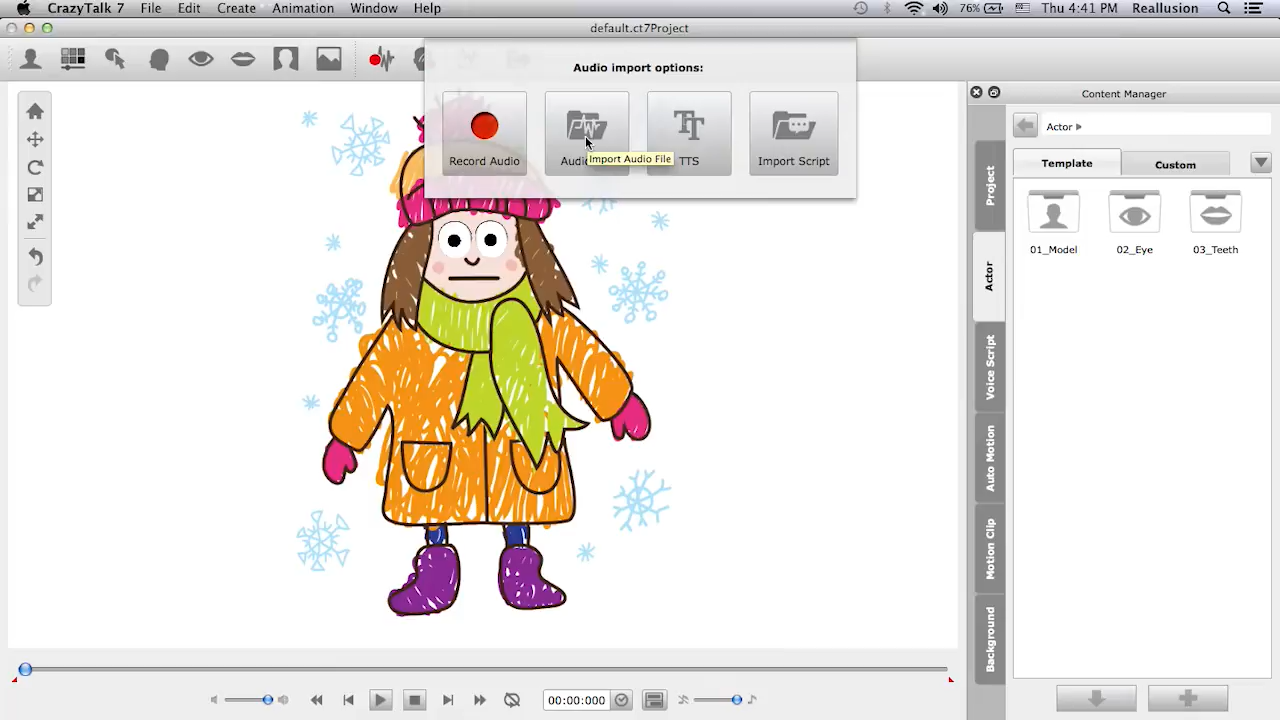 CrazyTalk 7 File Edit Create Animation Window Help 76% Thu 4:41 PM Reallusion
default.ct7Project
Audio import options:
Record Audio
Import Audio File
TTS
Import Script
Content Manager
Actor
Template Custom
01_Model 02_Eye 03_Teeth
Project
Actor
Voice Script
Auto Motion
Motion Clip
Background
00:00:000